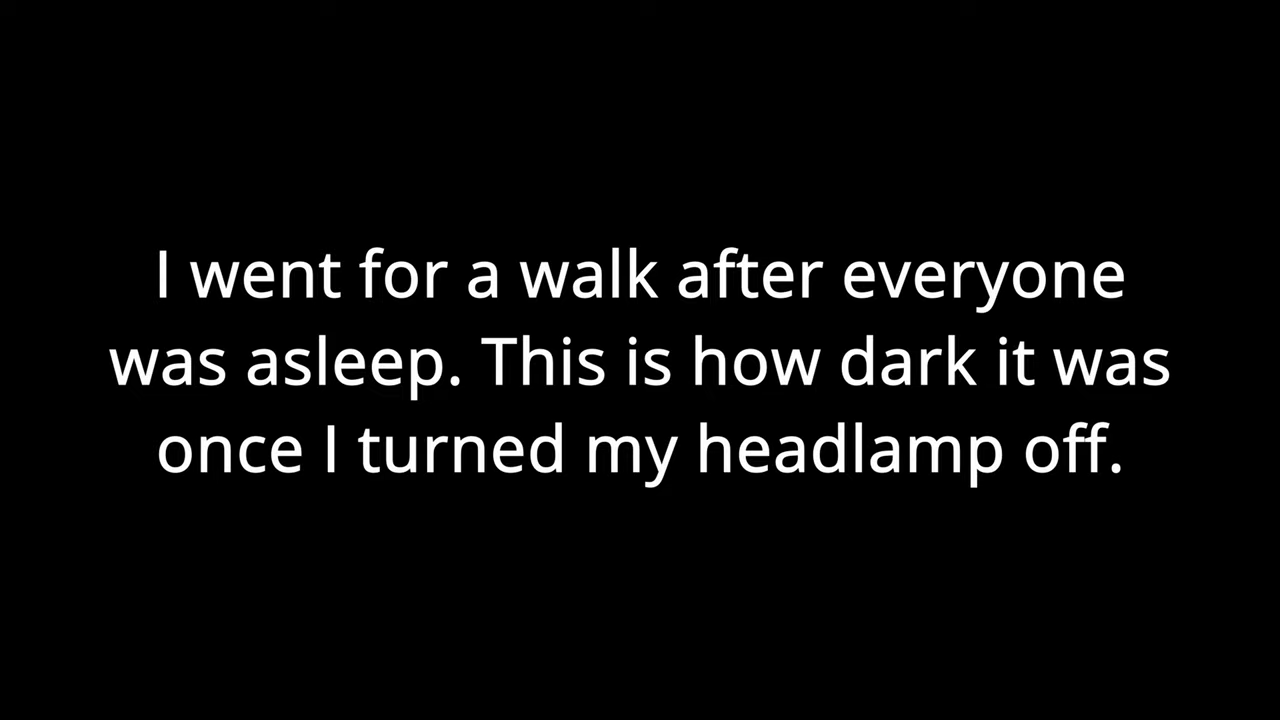 I went for a walk after everyone
was asleep. This is how dark it was
once I turned my headlamp off.